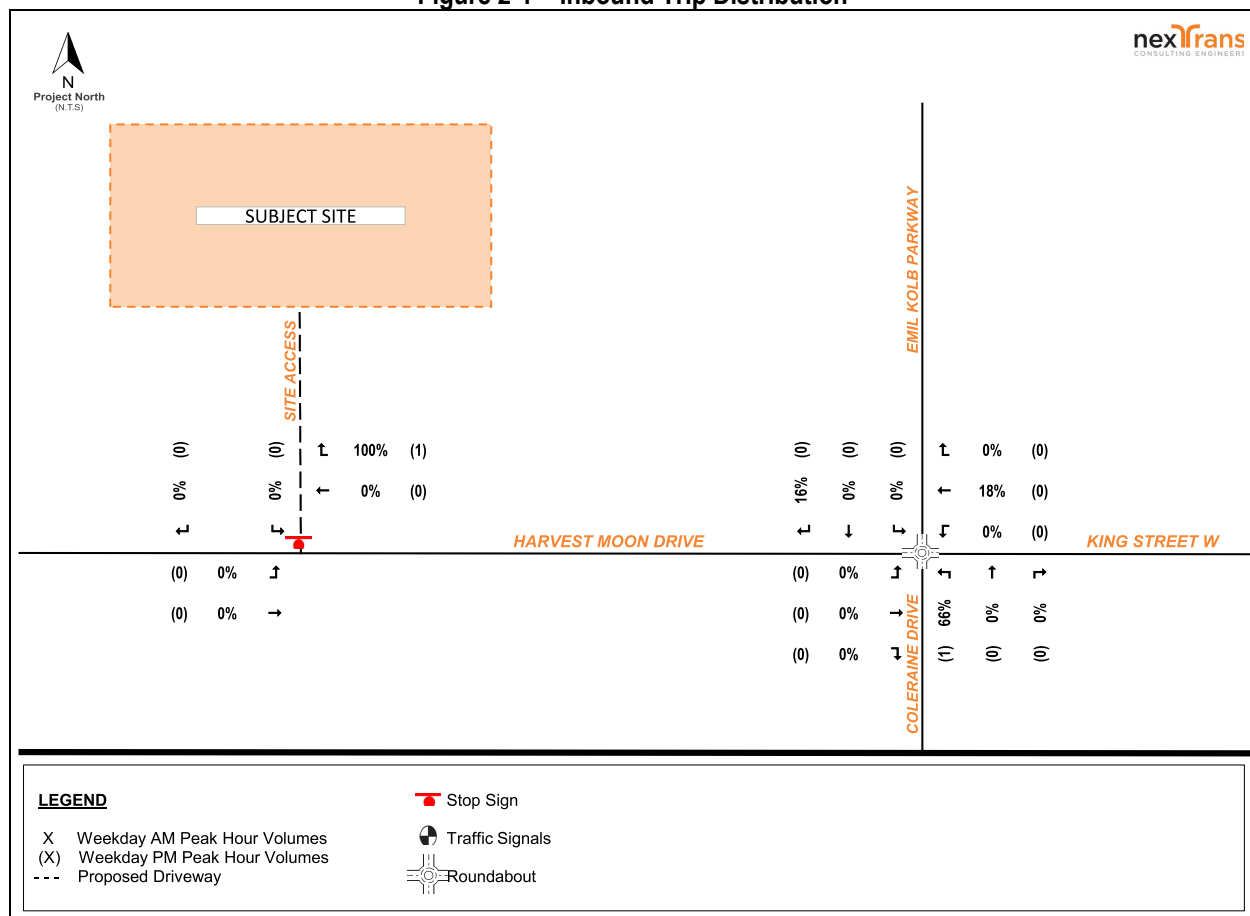 Figure 2-1 – Inbound Trip Distribution
nexTrans
CONSULTING ENGINEERS
N
Project North
(N.T.S)
SUBJECT SITE
SITE ACCESS
EMIL KOLB PARKWAY
(0) (0) 100% (1)
0% 0% 0% (0)
(0) (0) (0) 0% (0)
16% 0% 0% 18% (0)
0% (0)
HARVEST MOON DRIVE
KING STREET W
(0) 0%
(0) 0%
(0) 0%
(0) 0%
(0) 0%
COLERAINE DRIVE
66% 0% 0%
(1) (0) (0)
LEGEND
X Weekday AM Peak Hour Volumes
(X) Weekday PM Peak Hour Volumes
---- Proposed Driveway
Stop Sign
Traffic Signals
Roundabout